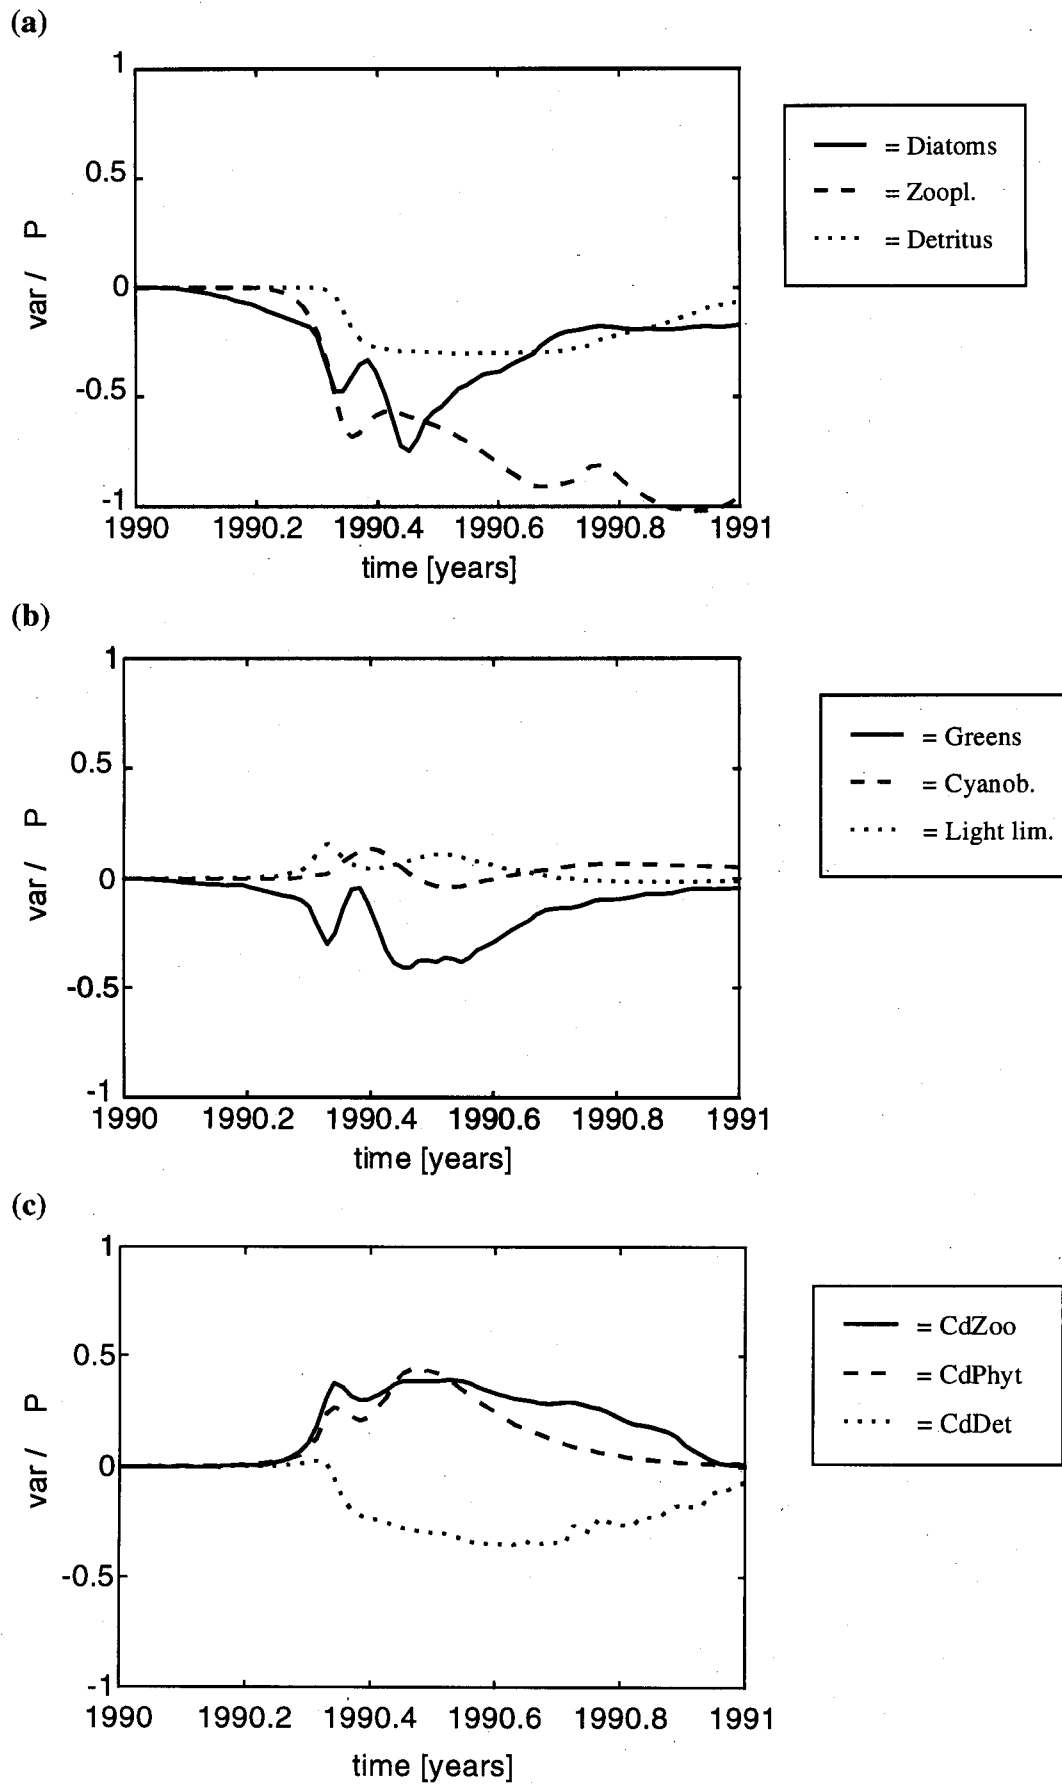 (a)
1
0.5
0
-0.5
-1
var / P
1990 1990.2 1990.4 1990.6 1990.8 1991
time [years]
= Diatoms
= Zoopl.
= Detritus
(b)
1
0.5
0
-0.5
-1
var / P
1990 1990.2 1990.4 1990.6 1990.8 1991
time [years]
= Greens
= Cyanob.
= Light lim.
(c)
1
0.5
0
-0.5
-1
var / P
1990 1990.2 1990.4 1990.6 1990.8 1991
time [years]
= CdZoo
= CdPhyt
= CdDet